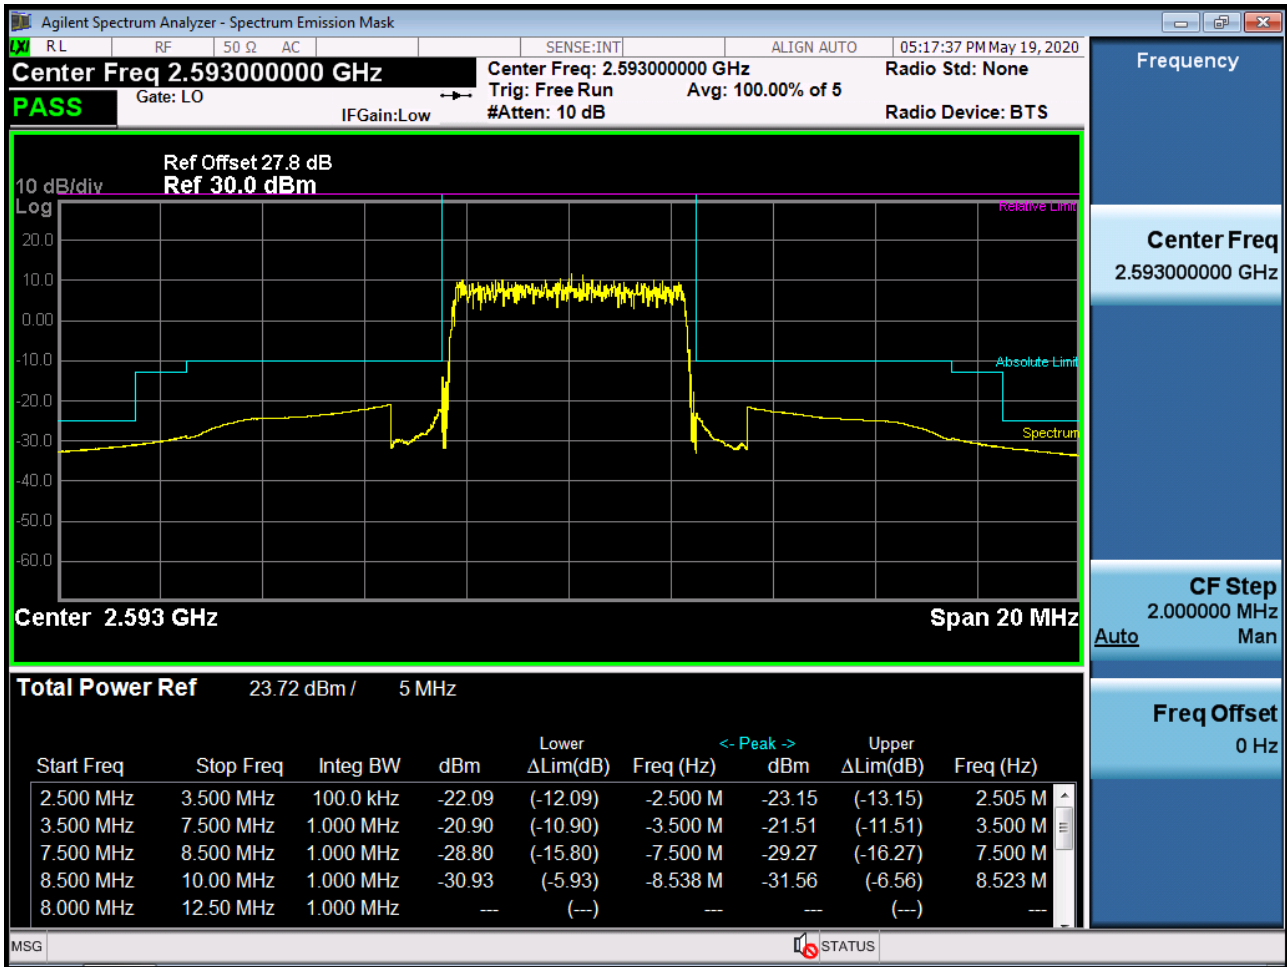 Agilent Spectrum Analyzer - Spectrum Emission Mask
LXI RL RF 50 Ω AC SENSE:INT ALIGN AUTO 05:17:37 PM May 19, 2020
Center Freq 2.593000000 GHz
Center Freq: 2.593000000 GHz
Radio Std: None
PASS
Gate: LO
Trig: Free Run
Avg: 100.00% of 5
IFGain:Low
#Atten: 10 dB
Radio Device: BTS
Ref Offset 27.8 dB
10 dB/div
Ref 30.0 dBm
Log
Relative Limit
20.0
10.0
0.00
-10.0
Absolute Limit
-20.0
-30.0
Spectrum
-40.0
-50.0
-60.0
Center 2.593 GHz
Span 20 MHz
Total Power Ref 23.72 dBm / 5 MHz
Lower <- Peak -> Upper
Start Freq Stop Freq Integ BW dBm ΔLim(dB) Freq (Hz) dBm ΔLim(dB) Freq (Hz)
2.500 MHz 3.500 MHz 100.0 kHz -22.09 (-12.09) -2.500 M -23.15 (-13.15) 2.505 M
3.500 MHz 7.500 MHz 1.000 MHz -20.90 (-10.90) -3.500 M -21.51 (-11.51) 3.500 M
7.500 MHz 8.500 MHz 1.000 MHz -28.80 (-15.80) -7.500 M -29.27 (-16.27) 7.500 M
8.500 MHz 10.00 MHz 1.000 MHz -30.93 (-5.93) -8.538 M -31.56 (-6.56) 8.523 M
8.000 MHz 12.50 MHz 1.000 MHz --- (---) --- --- (---) ---
MSG
STATUS
Frequency
Center Freq
2.593000000 GHz
CF Step
2.000000 MHz
Auto Man
Freq Offset
0 Hz